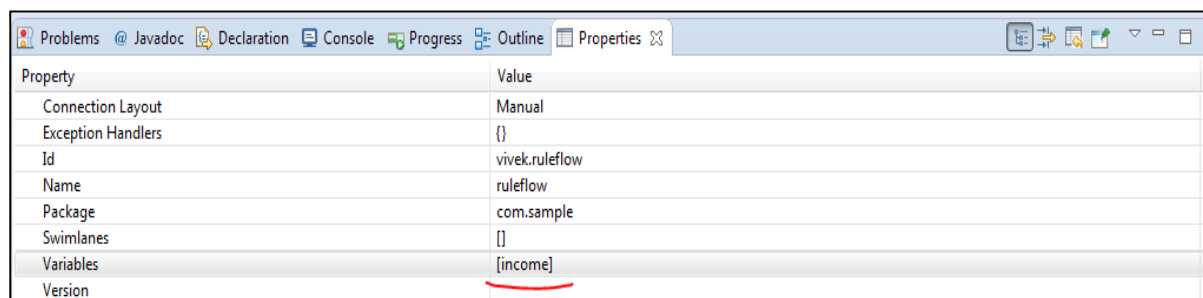 Problems @ Javadoc Declaration Console Progress Outline Properties
Property Value
Connection Layout Manual
Exception Handlers {}
Id vivek.ruleflow
Name ruleflow
Package com.sample
Swimlanes []
Variables [income]
Version